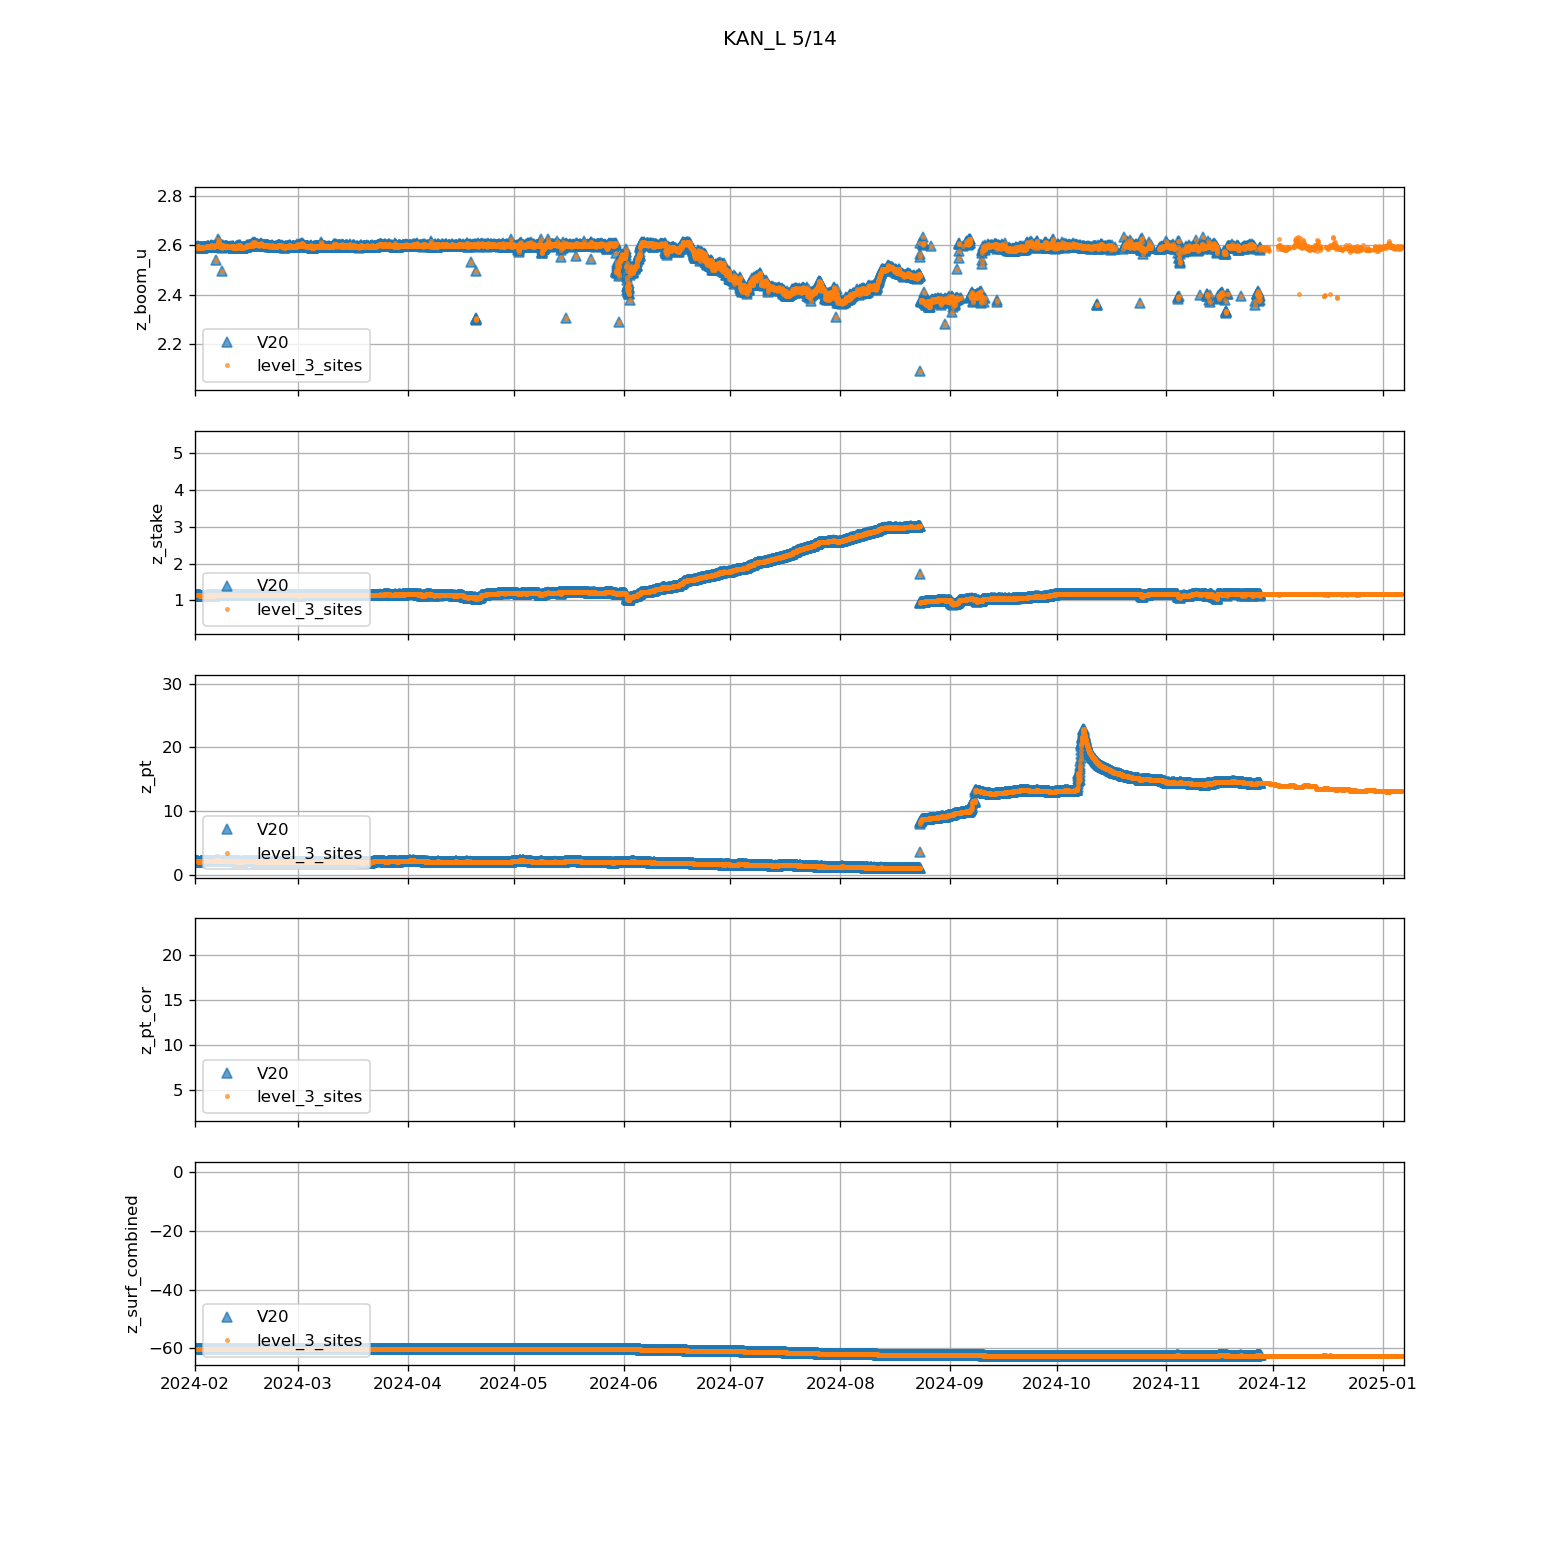 KAN_L 5/14
2.8
2.6
2.4
2.2
z_boom_u
V20
level_3_sites
5
4
3
2
1
z_stake
V20
level_3_sites
30
20
10
0
z_pt
V20
level_3_sites
20
15
10
5
z_pt_cor
V20
level_3_sites
0
−20
−40
−60
z_surf_combined
V20
level_3_sites
2024-02 2024-03 2024-04 2024-05 2024-06 2024-07 2024-08 2024-09 2024-10 2024-11 2024-12 2025-01